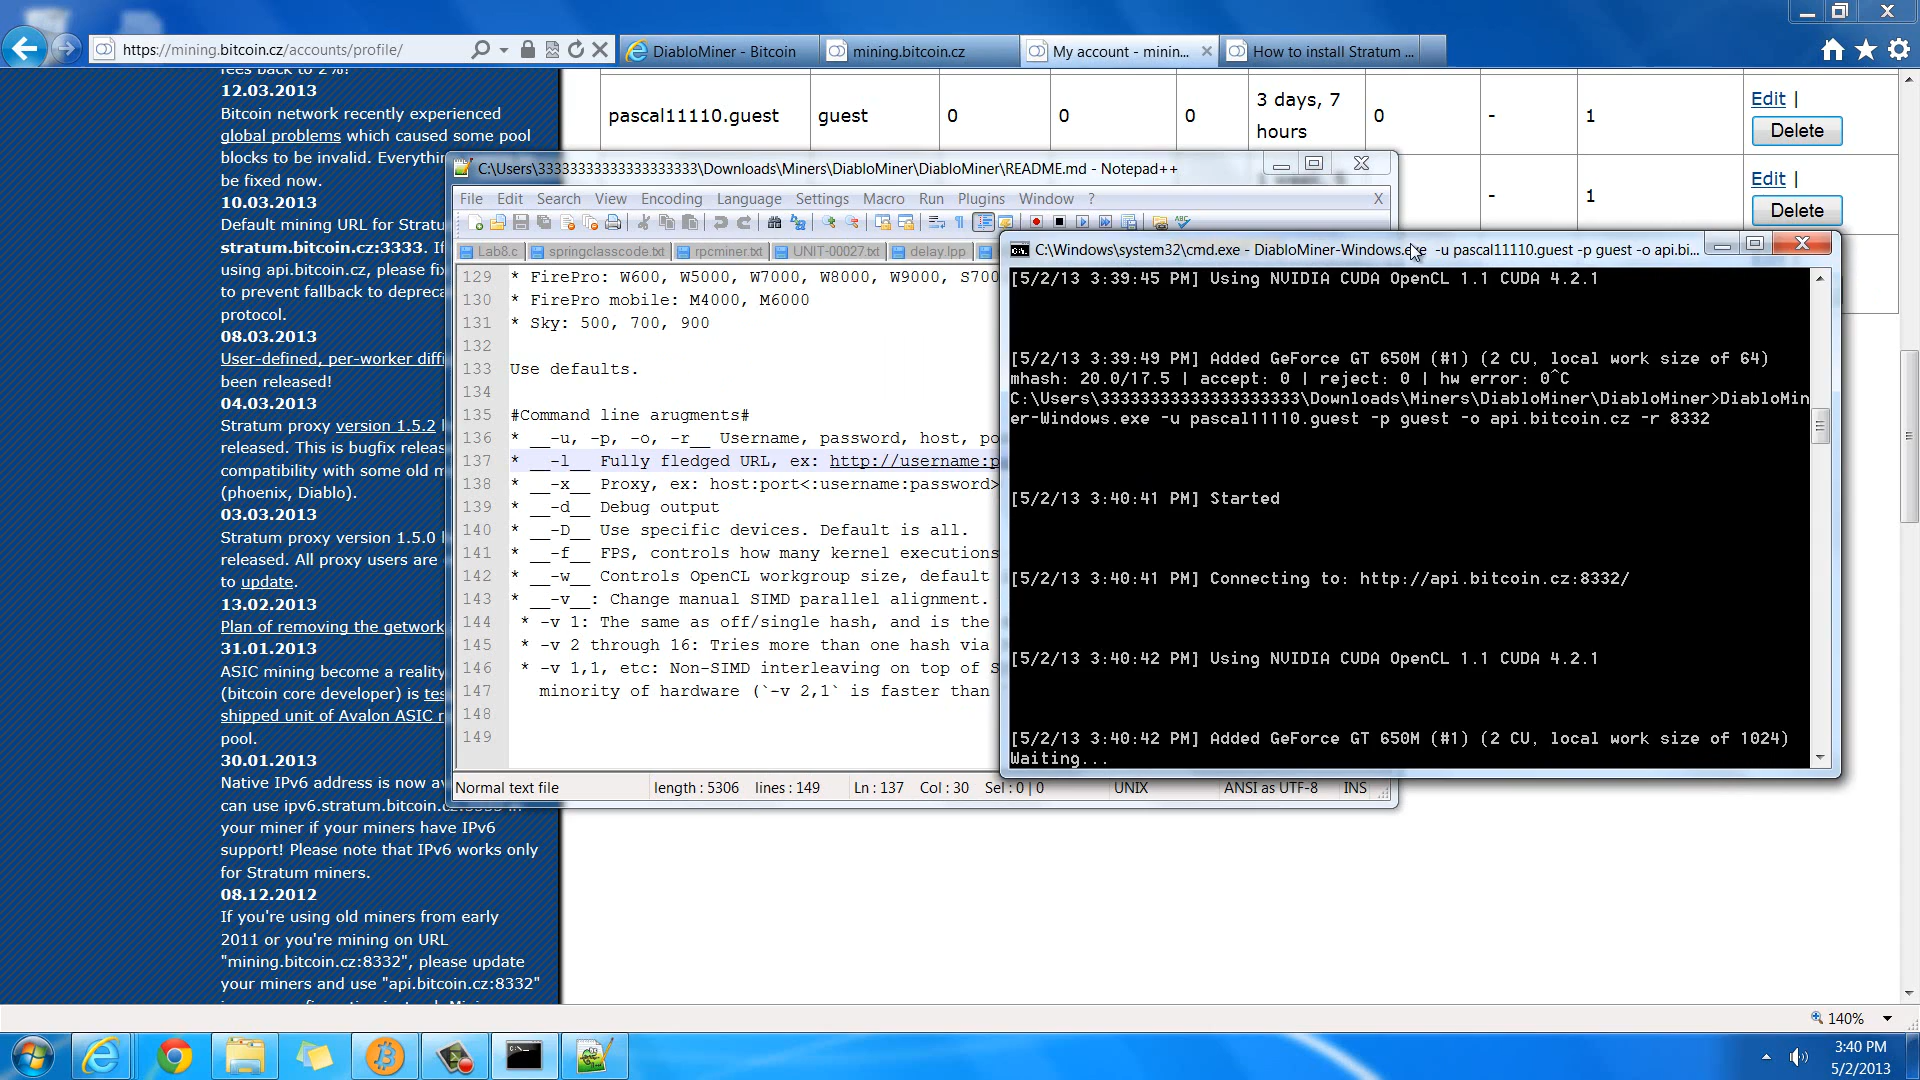 https://mining.bitcoin.cz/accounts/profile/
DiabloMiner - Bitcoin
mining.bitcoin.cz
My account - minin...
How to install Stratum ...
fees back to 2%!
12.03.2013
Bitcoin network recently experienced
global problems which caused some pool
blocks to be invalid. Everythin
be fixed now.
10.03.2013
Default mining URL for Stratu
stratum.bitcoin.cz:3333. If
using api.bitcoin.cz, please fix
to prevent fallback to depreca
protocol.
08.03.2013
User-defined, per-worker diffi
been released!
04.03.2013
Stratum proxy version 1.5.2 h
released. This is bugfix releas
compatibility with some old m
(phoenix, Diablo).
03.03.2013
Stratum proxy version 1.5.0 h
released. All proxy users are
to update.
13.02.2013
Plan of removing the getwork
31.01.2013
ASIC mining become a reality
(bitcoin core developer) is tes
shipped unit of Avalon ASIC r
pool.
30.01.2013
Native IPv6 address is now av
can use ipv6.stratum.bitcoin.cz:3333 in
your miner if your miners have IPv6
support! Please note that IPv6 works only
for Stratum miners.
08.12.2012
If you're using old miners from early
2011 or you're mining on URL
"mining.bitcoin.cz:8332", please update
your miners and use "api.bitcoin.cz:8332"
pascal11110.guest guest 0 0 0 3 days, 7 hours 0 - 1 Edit | Delete
- 1 Edit | Delete
C:\Users\33333333333333333333\Downloads\Miners\DiabloMiner\DiabloMiner\README.md - Notepad++
File Edit Search View Encoding Language Settings Macro Run Plugins Window ? X
Lab8.c springclasscode.txt rpcminer.txt UNIT-00027.txt delay.lpp
129 * FirePro: W600, W5000, W7000, W8000, W9000, S700
130 * FirePro mobile: M4000, M6000
131 * Sky: 500, 700, 900
132
133 Use defaults.
134
135 #Command line arugments#
136 * __-u, -p, -o, -r__ Username, password, host, po
137 * __-l__ Fully fledged URL, ex: http://username:p
138 * __-x__ Proxy, ex: host:port<:username:password>
139 * __-d__ Debug output
140 * __-D__ Use specific devices. Default is all.
141 * __-f__ FPS, controls how many kernel executions
142 * __-w__ Controls OpenCL workgroup size, default
143 * __-v__: Change manual SIMD parallel alignment.
144 * -v 1: The same as off/single hash, and is the
145 * -v 2 through 16: Tries more than one hash via
146 * -v 1,1, etc: Non-SIMD interleaving on top of S
147 minority of hardware (`-v 2,1` is faster than
148
149
Normal text file length : 5306 lines : 149 Ln : 137 Col : 30 Sel : 0 | 0 UNIX ANSI as UTF-8 INS
C:\Windows\system32\cmd.exe - DiabloMiner-Windows.exe -u pascal11110.guest -p guest -o api.bi...
[5/2/13 3:39:45 PM] Using NVIDIA CUDA OpenCL 1.1 CUDA 4.2.1
[5/2/13 3:39:49 PM] Added GeForce GT 650M (#1) (2 CU, local work size of 64)
mhash: 20.0/17.5 | accept: 0 | reject: 0 | hw error: 0^C
C:\Users\33333333333333333333\Downloads\Miners\DiabloMiner\DiabloMiner>DiabloMin
er-Windows.exe -u pascal11110.guest -p guest -o api.bitcoin.cz -r 8332
[5/2/13 3:40:41 PM] Started
[5/2/13 3:40:41 PM] Connecting to: http://api.bitcoin.cz:8332/
[5/2/13 3:40:42 PM] Using NVIDIA CUDA OpenCL 1.1 CUDA 4.2.1
[5/2/13 3:40:42 PM] Added GeForce GT 650M (#1) (2 CU, local work size of 1024)
Waiting...
140%
3:40 PM
5/2/2013